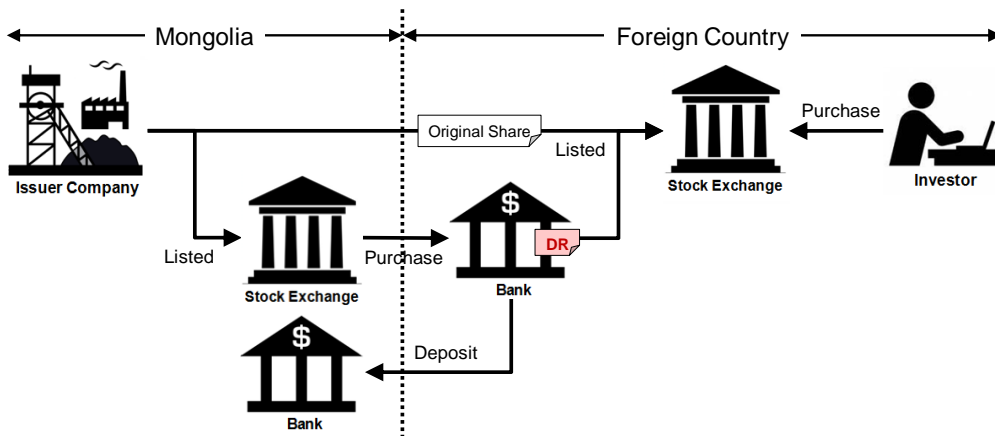 Mongolia
Foreign Country
Original Share
Purchase
Listed
Issuer Company
Stock Exchange
Investor
$
DR
Listed
Purchase
Stock Exchange
Bank
$
Deposit
Bank